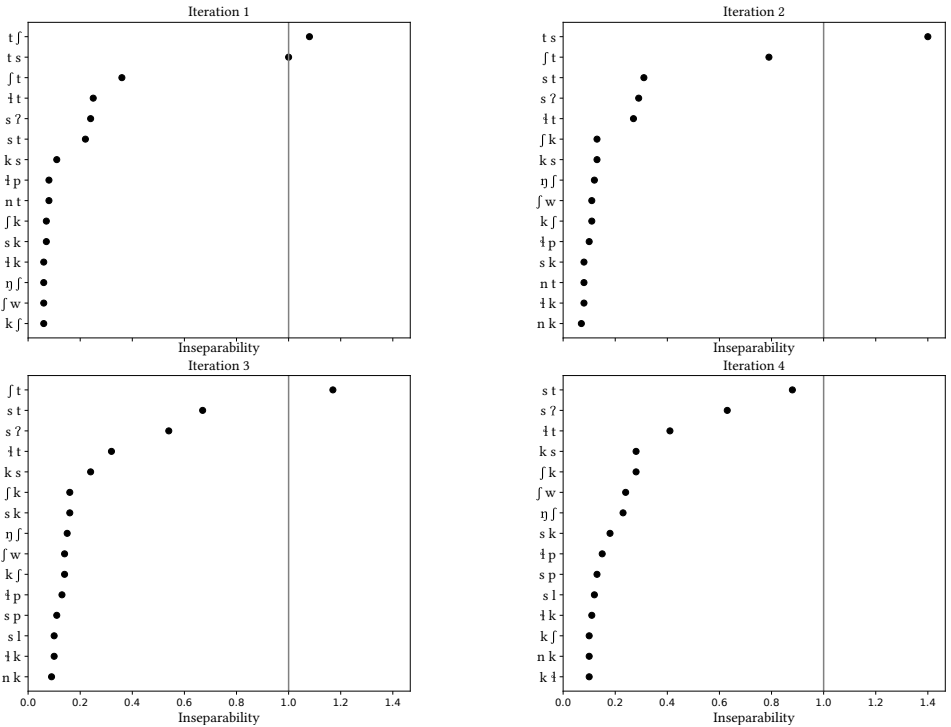 Iteration 1
t ʃ
t s
ʃ t
ɬ t
s ʔ
s t
k s
ɬ p
n t
ʃ k
s k
ɬ k
ŋ ʃ
ʃ w
k ʃ
Inseparability
Iteration 2
t s
ʃ t
s t
s ʔ
ɬ t
ʃ k
k s
ŋ ʃ
ʃ w
k ʃ
ɬ p
s k
n t
ɬ k
n k
Inseparability
Iteration 3
ʃ t
s t
s ʔ
ɬ t
k s
ʃ k
s k
ŋ ʃ
ʃ w
k ʃ
ɬ p
s p
s l
ɬ k
n k
0.0 0.2 0.4 0.6 0.8 1.0 1.2 1.4
Inseparability
Iteration 4
s t
s ʔ
ɬ t
k s
ʃ k
ʃ w
ŋ ʃ
s k
ɬ p
s p
s l
ɬ k
k ʃ
n k
k ɬ
0.0 0.2 0.4 0.6 0.8 1.0 1.2 1.4
Inseparability